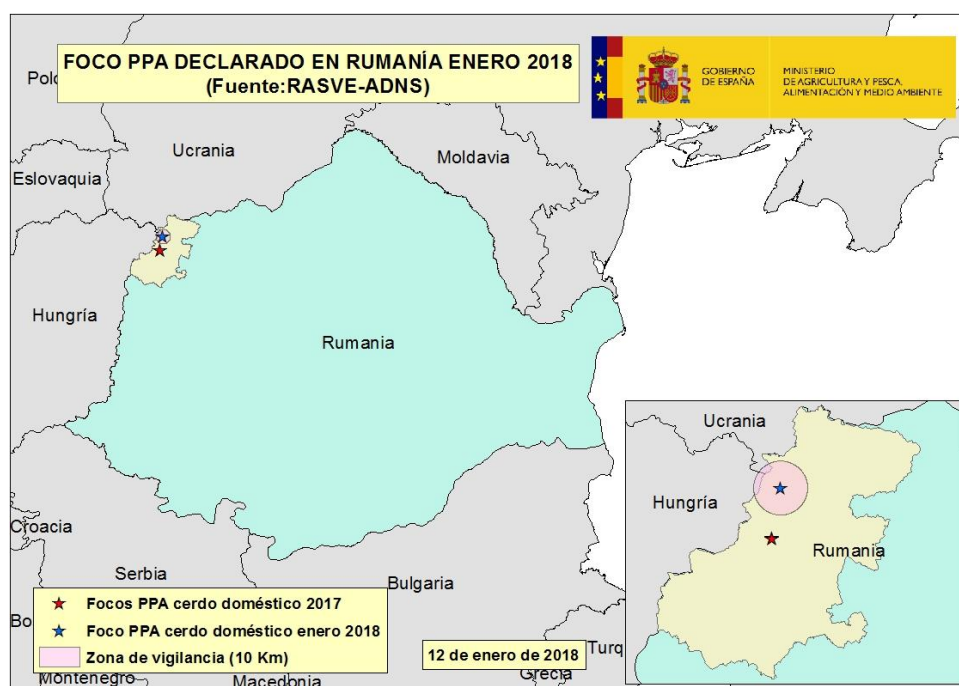 FOCO PPA DECLARADO EN RUMANÍA ENERO 2018
(Fuente:RASVE-ADNS)
GOBIERNO
DE ESPAÑA
MINISTERIO
DE AGRICULTURA Y PESCA,
ALIMENTACIÓN Y MEDIO AMBIENTE
Ucrania
Moldavia
Eslovaquia
Hungría
Rumania
Croacia
Serbia
Bulgaria
Montenegro
Macedonia
Grecia
Turq
Focos PPA cerdo doméstico 2017
Foco PPA cerdo doméstico enero 2018
Zona de vigilancia (10 Km)
12 de enero de 2018
Ucrania
Hungría
Rumania